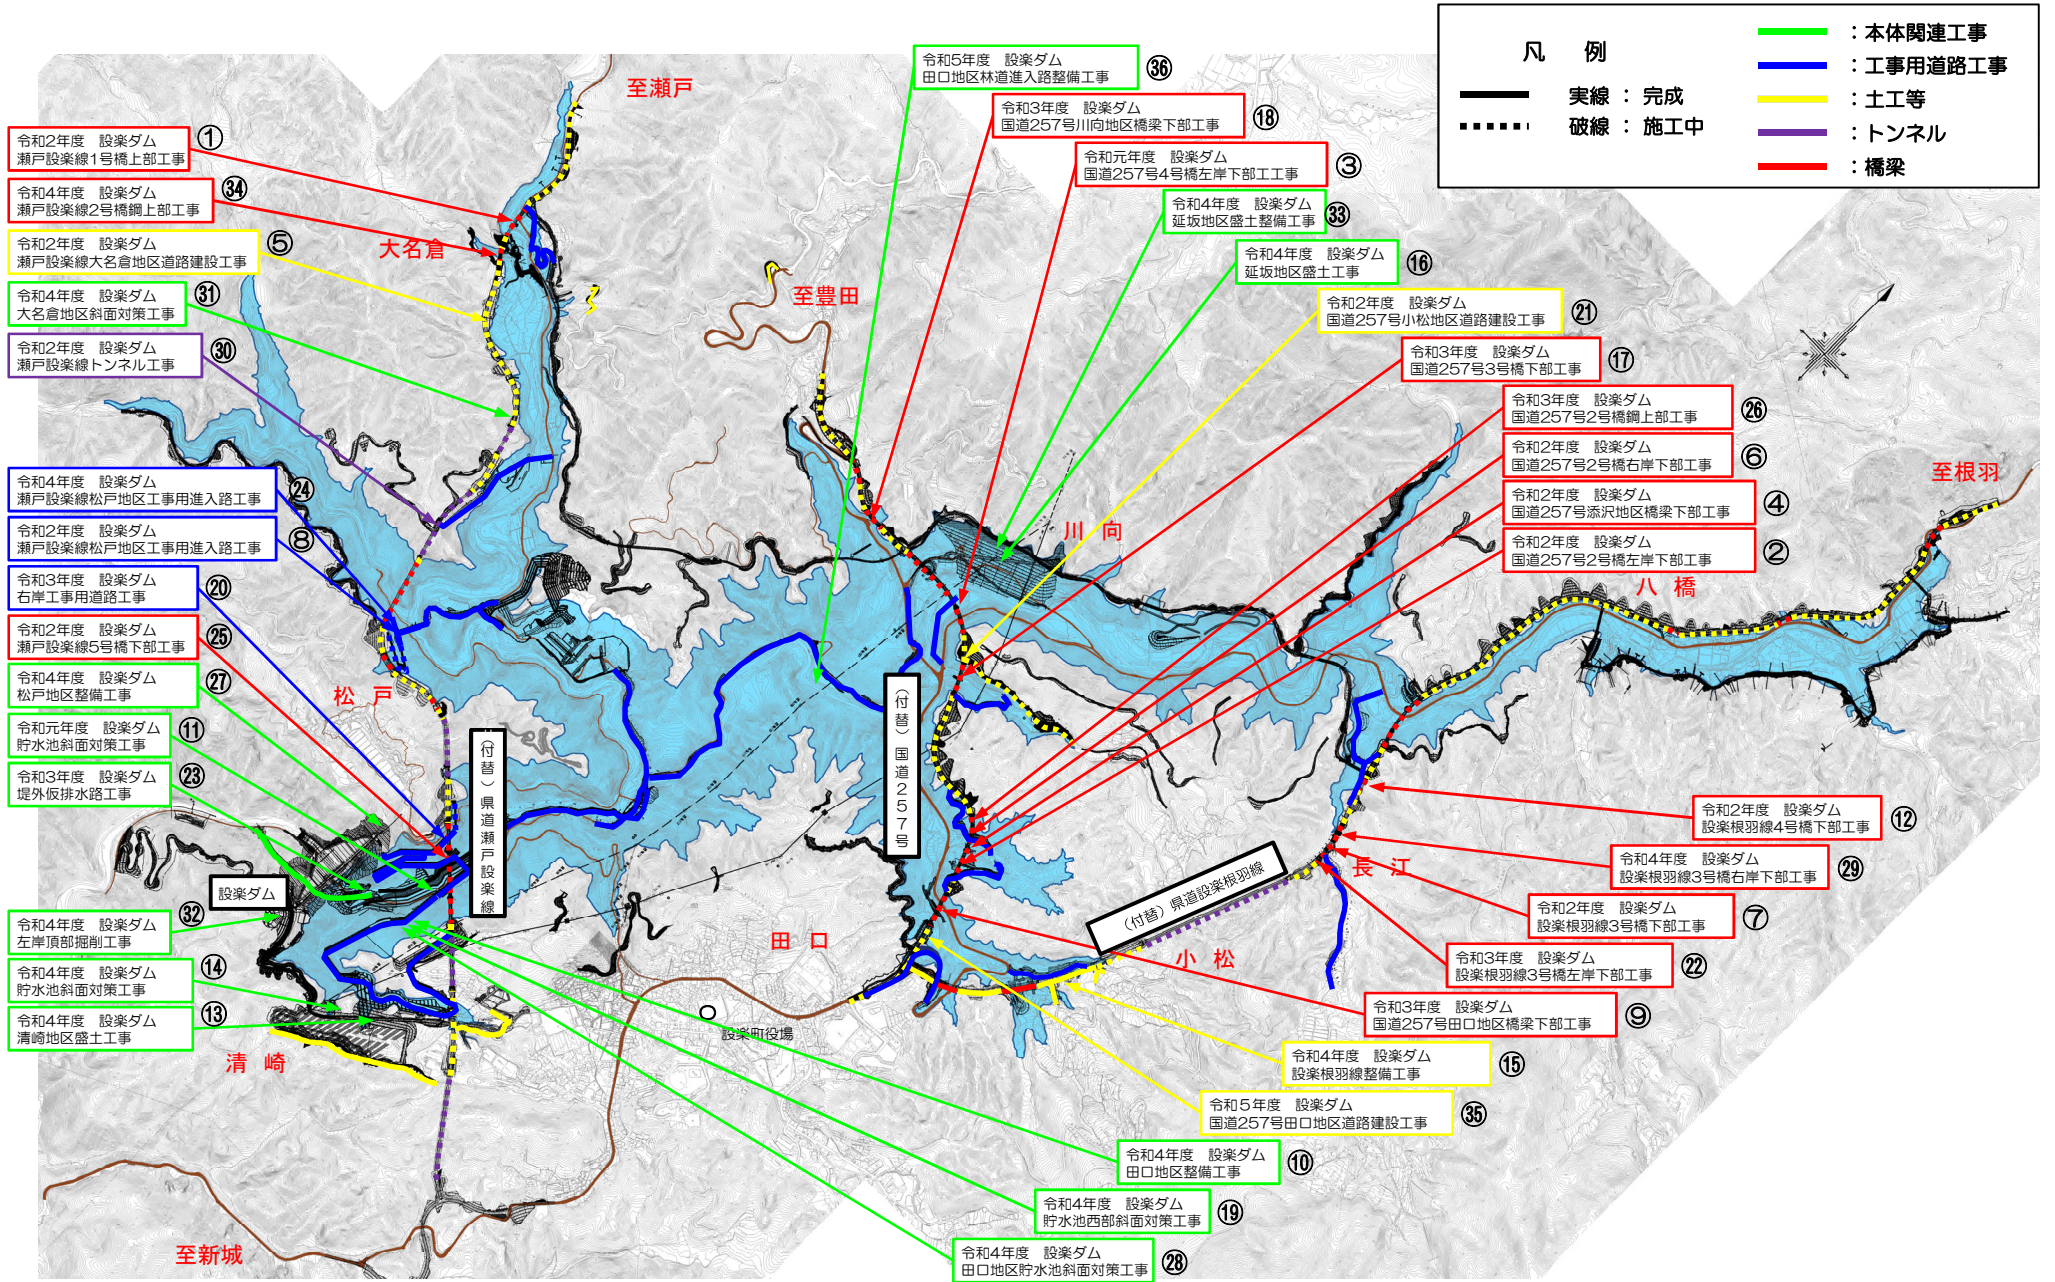 凡 例
実線 : 完成
破線 : 施工中
: 本体関連工事
: 工事用道路工事
: 土工等
: トンネル
: 橋梁
令和2年度 設楽ダム
瀬戸設楽線1号橋上部工事
①
令和4年度 設楽ダム
瀬戸設楽線2号橋鋼上部工事
㉞
令和2年度 設楽ダム
瀬戸設楽線大名倉地区道路建設工事
⑤
令和4年度 設楽ダム
大名倉地区斜面対策工事
㉛
令和2年度 設楽ダム
瀬戸設楽線トンネル工事
㉚
令和4年度 設楽ダム
瀬戸設楽線松戸地区工事用進入路工事
㉔
令和2年度 設楽ダム
瀬戸設楽線松戸地区工事用進入路工事
⑧
令和3年度 設楽ダム
右岸工事用道路工事
⑳
令和2年度 設楽ダム
瀬戸設楽線5号橋下部工事
㉕
令和4年度 設楽ダム
松戸地区整備工事
㉗
令和元年度 設楽ダム
貯水池斜面対策工事
⑪
令和3年度 設楽ダム
堤外仮排水路工事
㉓
設楽ダム
令和4年度 設楽ダム
左岸頂部掘削工事
㉜
令和4年度 設楽ダム
貯水池斜面対策工事
⑭
令和4年度 設楽ダム
清崎地区盛土工事
⑬
令和5年度 設楽ダム
田口地区林道進入路整備工事
㊱
令和3年度 設楽ダム
国道257号川向地区橋梁下部工事
⑱
令和元年度 設楽ダム
国道257号4号橋左岸下部工工事
③
令和4年度 設楽ダム
延坂地区盛土整備工事
㉝
令和4年度 設楽ダム
延坂地区盛土工事
⑯
令和2年度 設楽ダム
国道257号小松地区道路建設工事
㉑
令和3年度 設楽ダム
国道257号3号橋下部工事
⑰
令和3年度 設楽ダム
国道257号2号橋鋼上部工事
㉖
令和2年度 設楽ダム
国道257号2号橋右岸下部工事
⑥
令和2年度 設楽ダム
国道257号添沢地区橋梁下部工事
④
令和2年度 設楽ダム
国道257号2号橋左岸下部工事
②
令和2年度 設楽ダム
設楽根羽線4号橋下部工事
⑫
令和4年度 設楽ダム
設楽根羽線3号橋右岸下部工事
㉙
令和2年度 設楽ダム
設楽根羽線3号橋下部工事
⑦
令和3年度 設楽ダム
設楽根羽線3号橋左岸下部工事
㉒
令和3年度 設楽ダム
国道257号田口地区橋梁下部工事
⑨
令和4年度 設楽ダム
設楽根羽線整備工事
⑮
令和5年度 設楽ダム
国道257号田口地区道路建設工事
㉟
令和4年度 設楽ダム
田口地区整備工事
⑩
令和4年度 設楽ダム
貯水池西部斜面対策工事
⑲
令和4年度 設楽ダム
田口地区貯水池斜面対策工事
㉘
至瀬戸
大名倉
至豊田
川 向
至根羽
八 橋
松 戸
(付替)県道瀬戸設楽線
(付替)国道257号
(付替)県道設楽根羽線
長 江
小 松
田 口
設楽町役場
清 崎
至新城